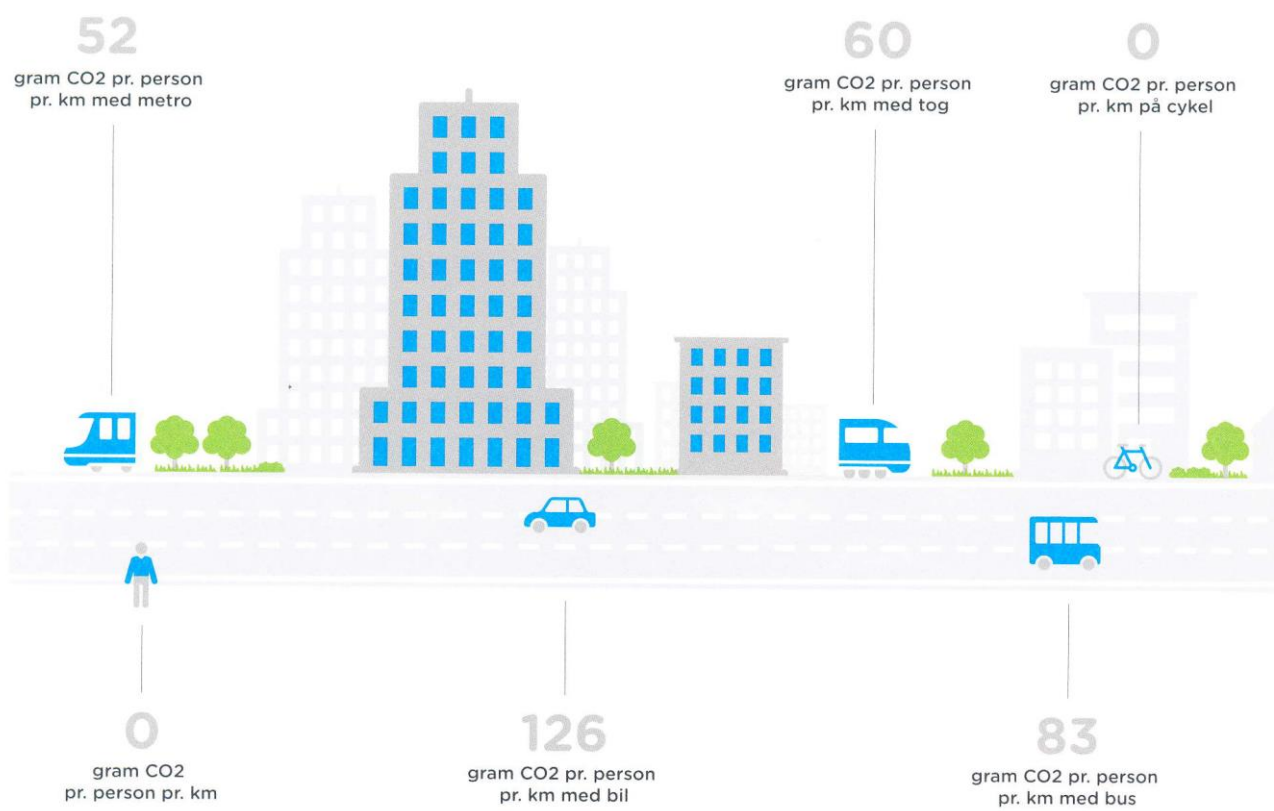 52
gram CO2 pr. person
pr. km med metro
60
gram CO2 pr. person
pr. km med tog
0
gram CO2 pr. person
pr. km på cykel
0
gram CO2
pr. person pr. km
126
gram CO2 pr. person
pr. km med bil
83
gram CO2 pr. person
pr. km med bus